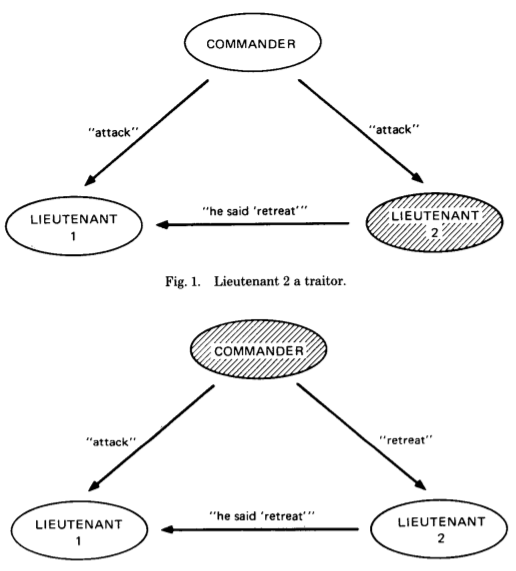 COMMANDER
"attack"
"attack"
LIEUTENANT
1
"he said 'retreat'"
LIEUTENANT
2
Fig. 1. Lieutenant 2 a traitor.
COMMANDER
"attack"
"retreat"
LIEUTENANT
1
"he said 'retreat'"
LIEUTENANT
2